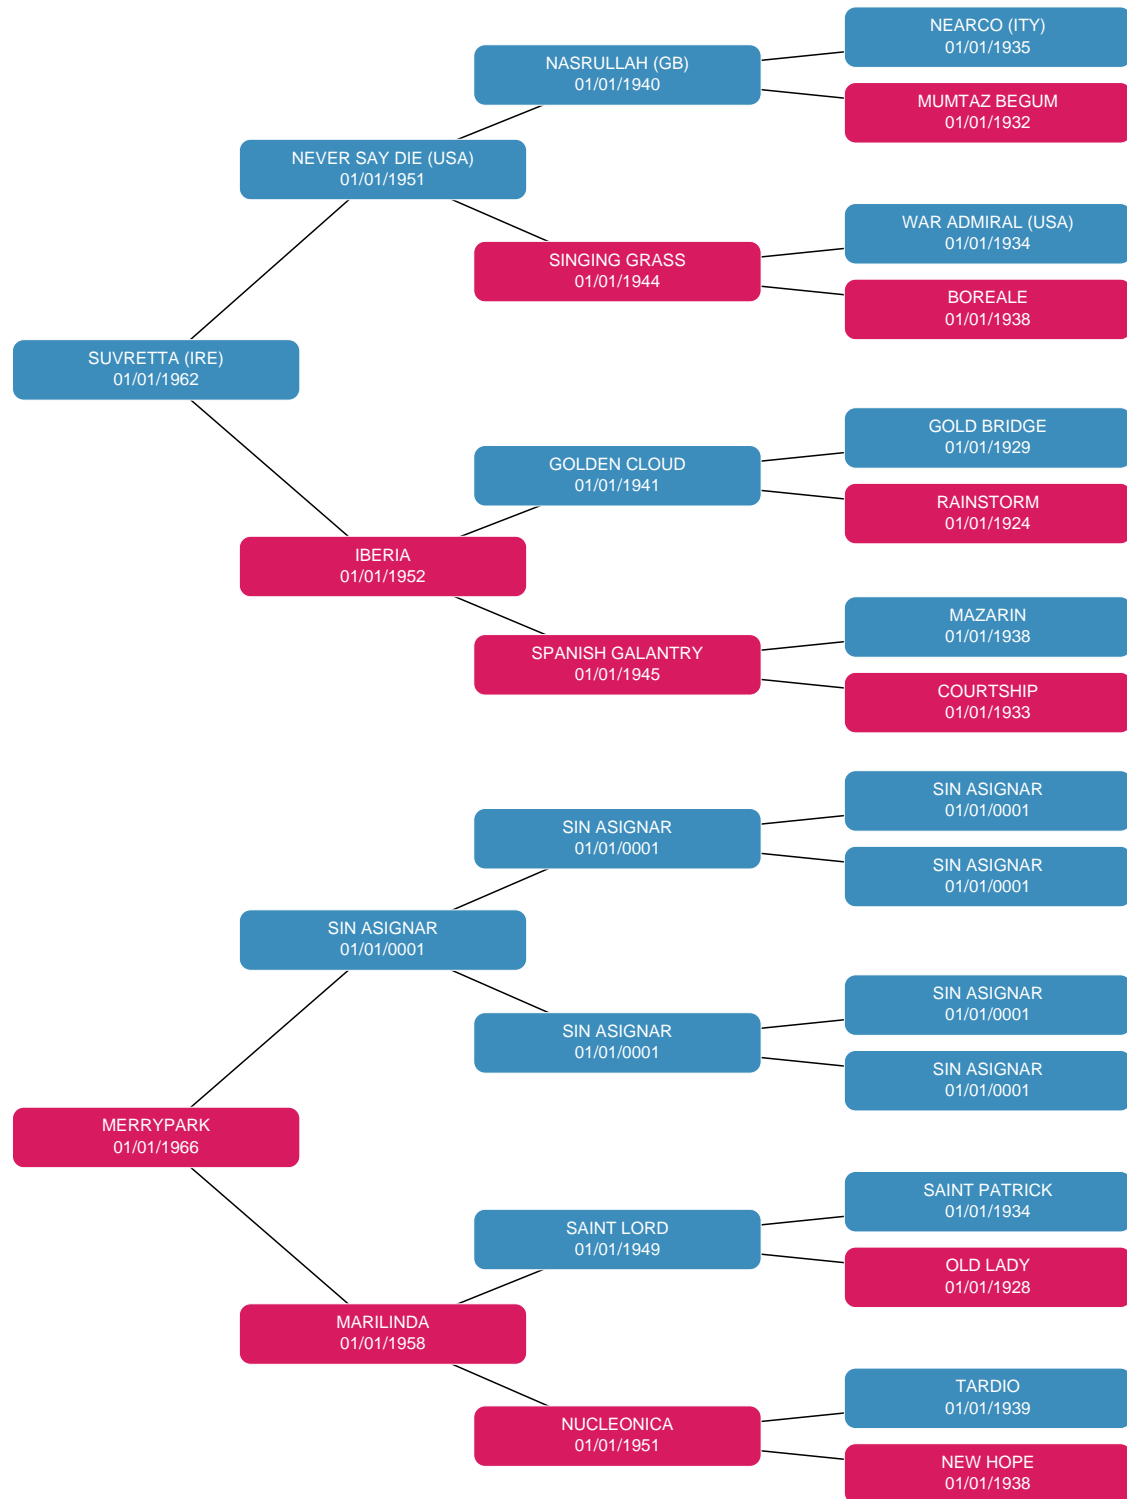 NEARCO (ITY)
01/01/1935
NASRULLAH (GB)
01/01/1940
MUMTAZ BEGUM
01/01/1932
NEVER SAY DIE (USA)
01/01/1951
WAR ADMIRAL (USA)
01/01/1934
SINGING GRASS
01/01/1944
BOREALE
01/01/1938
SUVRETTA (IRE)
01/01/1962
GOLD BRIDGE
01/01/1929
GOLDEN CLOUD
01/01/1941
RAINSTORM
01/01/1924
IBERIA
01/01/1952
MAZARIN
01/01/1938
SPANISH GALANTRY
01/01/1945
COURTSHIP
01/01/1933
SIN ASIGNAR
01/01/0001
SIN ASIGNAR
01/01/0001
SIN ASIGNAR
01/01/0001
SIN ASIGNAR
01/01/0001
SIN ASIGNAR
01/01/0001
SIN ASIGNAR
01/01/0001
SIN ASIGNAR
01/01/0001
MERRYPARK
01/01/1966
SAINT PATRICK
01/01/1934
SAINT LORD
01/01/1949
OLD LADY
01/01/1928
MARILINDA
01/01/1958
TARDIO
01/01/1939
NUCLEONICA
01/01/1951
NEW HOPE
01/01/1938